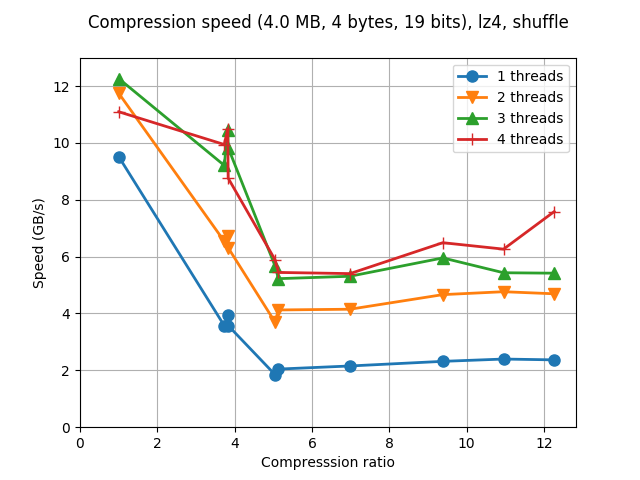 Compression speed (4.0 MB, 4 bytes, 19 bits), lz4, shuffle
1 threads
2 threads
3 threads
4 threads
Speed (GB/s)
12
10
8
6
4
2
0
0 2 4 6 8 10 12
Compresssion ratio